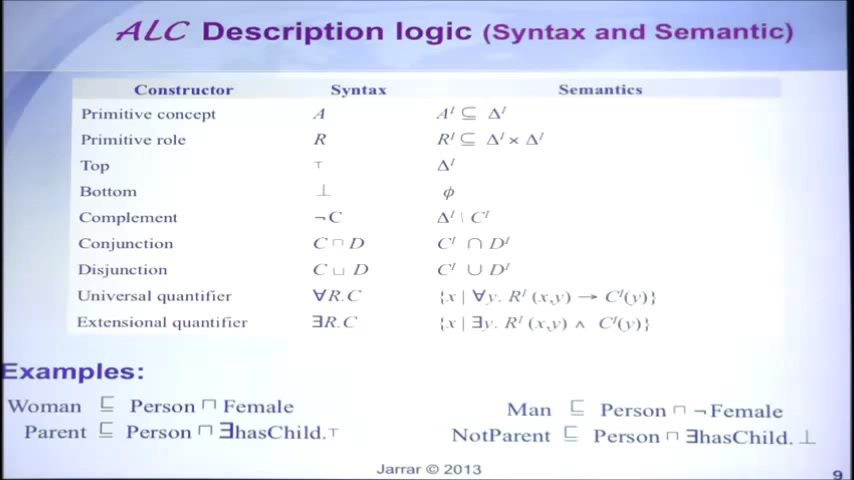 ALC Description logic (Syntax and Semantic)
Constructor Syntax Semantics
Primitive concept A Aᴵ ⊆ Δᴵ
Primitive role R Rᴵ ⊆ Δᴵ × Δᴵ
Top ⊤ Δᴵ
Bottom ⊥ ϕ
Complement ¬C Δᴵ \ Cᴵ
Conjunction C ⊓ D Cᴵ ∩ Dᴵ
Disjunction C ⊔ D Cᴵ ∪ Dᴵ
Universal quantifier ∀R.C {x | ∀y. Rᴵ (x,y) → Cᴵ(y)}
Extensional quantifier ∃R.C {x | ∃y. Rᴵ (x,y) ∧ Cᴵ(y)}
Examples:
Woman ⊑ Person ⊓ Female
Parent ⊑ Person ⊓ ∃hasChild.⊤
Man ⊑ Person ⊓ ¬Female
NotParent ⊑ Person ⊓ ∃hasChild. ⊥
Jarrar © 2013
9